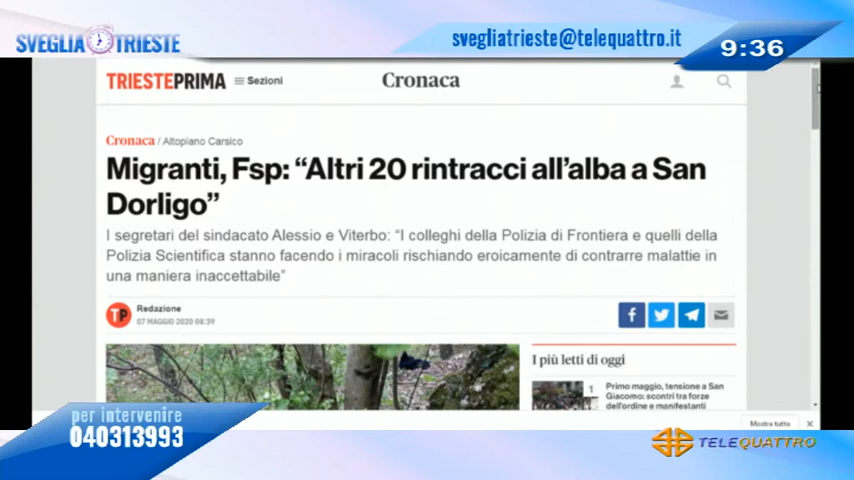 SVEGLIA TRIESTE
svegliatrieste@telequattro.it
9:36
TRIESTEPRIMA
Sezioni
Cronaca
Cronaca / Altopiano Carsico
Migranti, Fsp: “Altri 20 rintracci all’alba a San
Dorligo”
I segretari del sindacato Alessio e Viterbo: “I colleghi della Polizia di Frontiera e quelli della
Polizia Scientifica stanno facendo i miracoli rischiando eroicamente di contrarre malattie in
una maniera inaccettabile”
TP
Redazione
07 MAGGIO 2020 08:39
I più letti di oggi
1
Primo maggio, tensione a San
Giacomo: scontri tra forze
dell'ordine e manifestanti
Mostra tutto
per intervenire
040313993
TELEQUATTRO